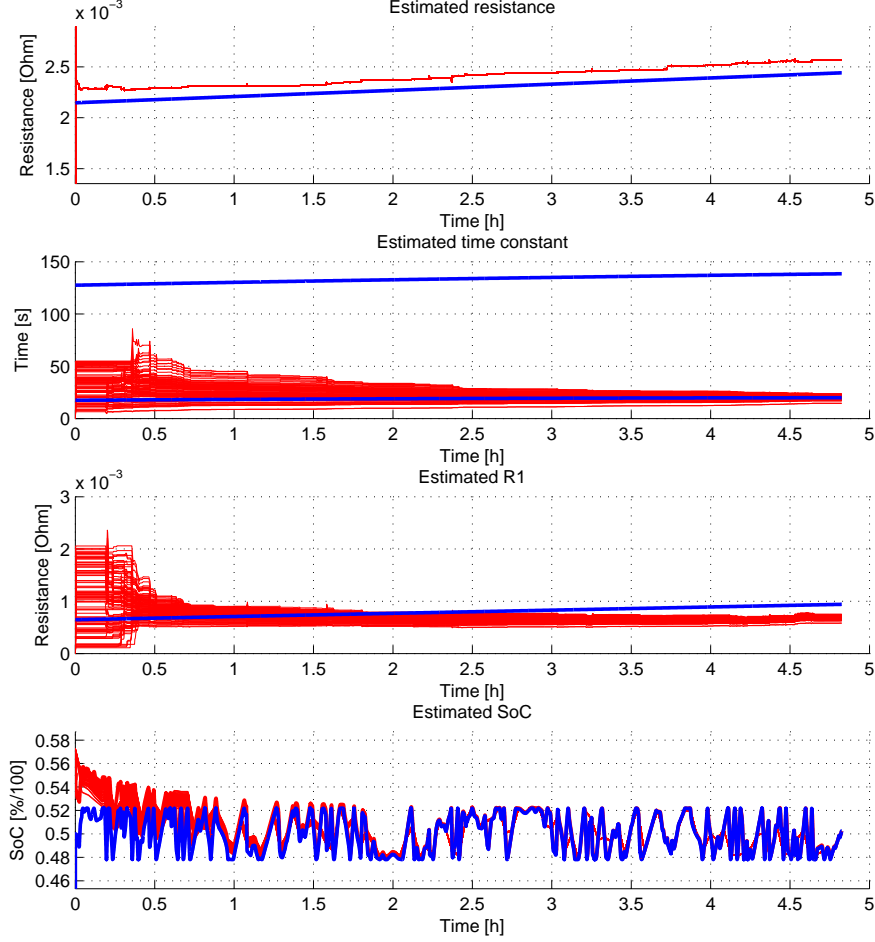 Estimated resistance
x 10⁻³
Resistance [Ohm]
2.5
2
1.5
0 0.5 1 1.5 2 2.5 3 3.5 4 4.5 5
Time [h]
Estimated time constant
Time [s]
150
100
50
0
0 0.5 1 1.5 2 2.5 3 3.5 4 4.5 5
Time [h]
Estimated R1
x 10⁻³
Resistance [Ohm]
3
2
1
0
0 0.5 1 1.5 2 2.5 3 3.5 4 4.5 5
Time [h]
Estimated SoC
SoC [%/100]
0.58
0.56
0.54
0.52
0.5
0.48
0.46
0 0.5 1 1.5 2 2.5 3 3.5 4 4.5 5
Time [h]